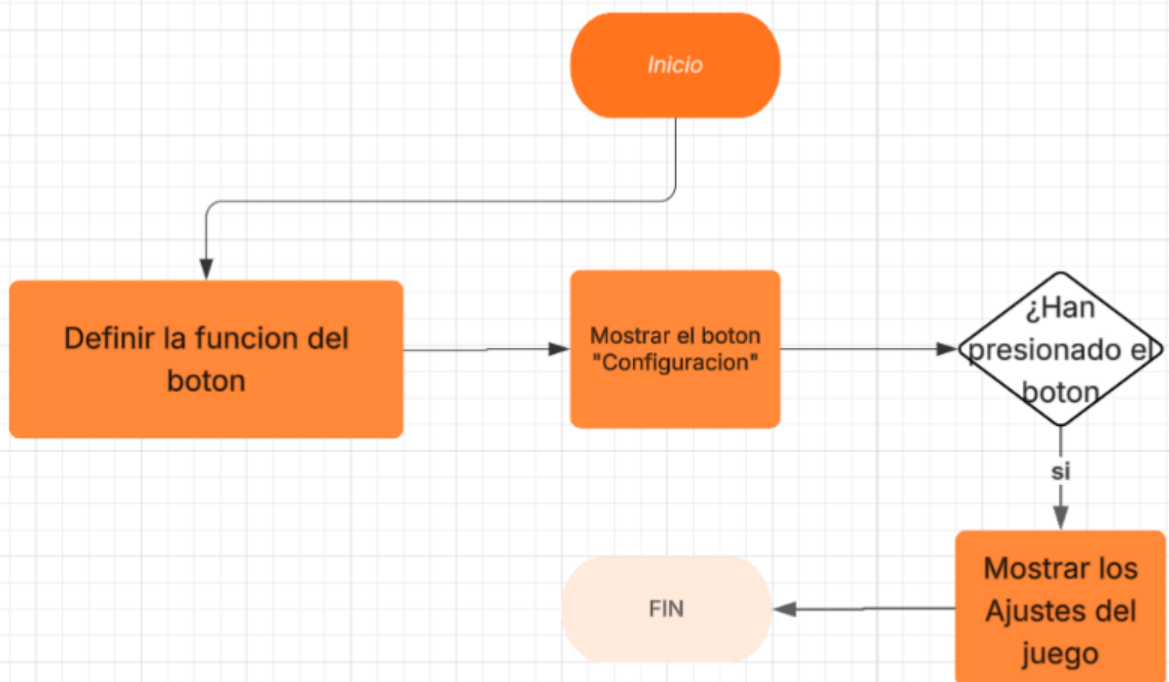 Inicio
Definir la funcion del
boton
Mostrar el boton
"Configuracion"
¿Han
presionado el
boton
si
Mostrar los
Ajustes del
juego
FIN